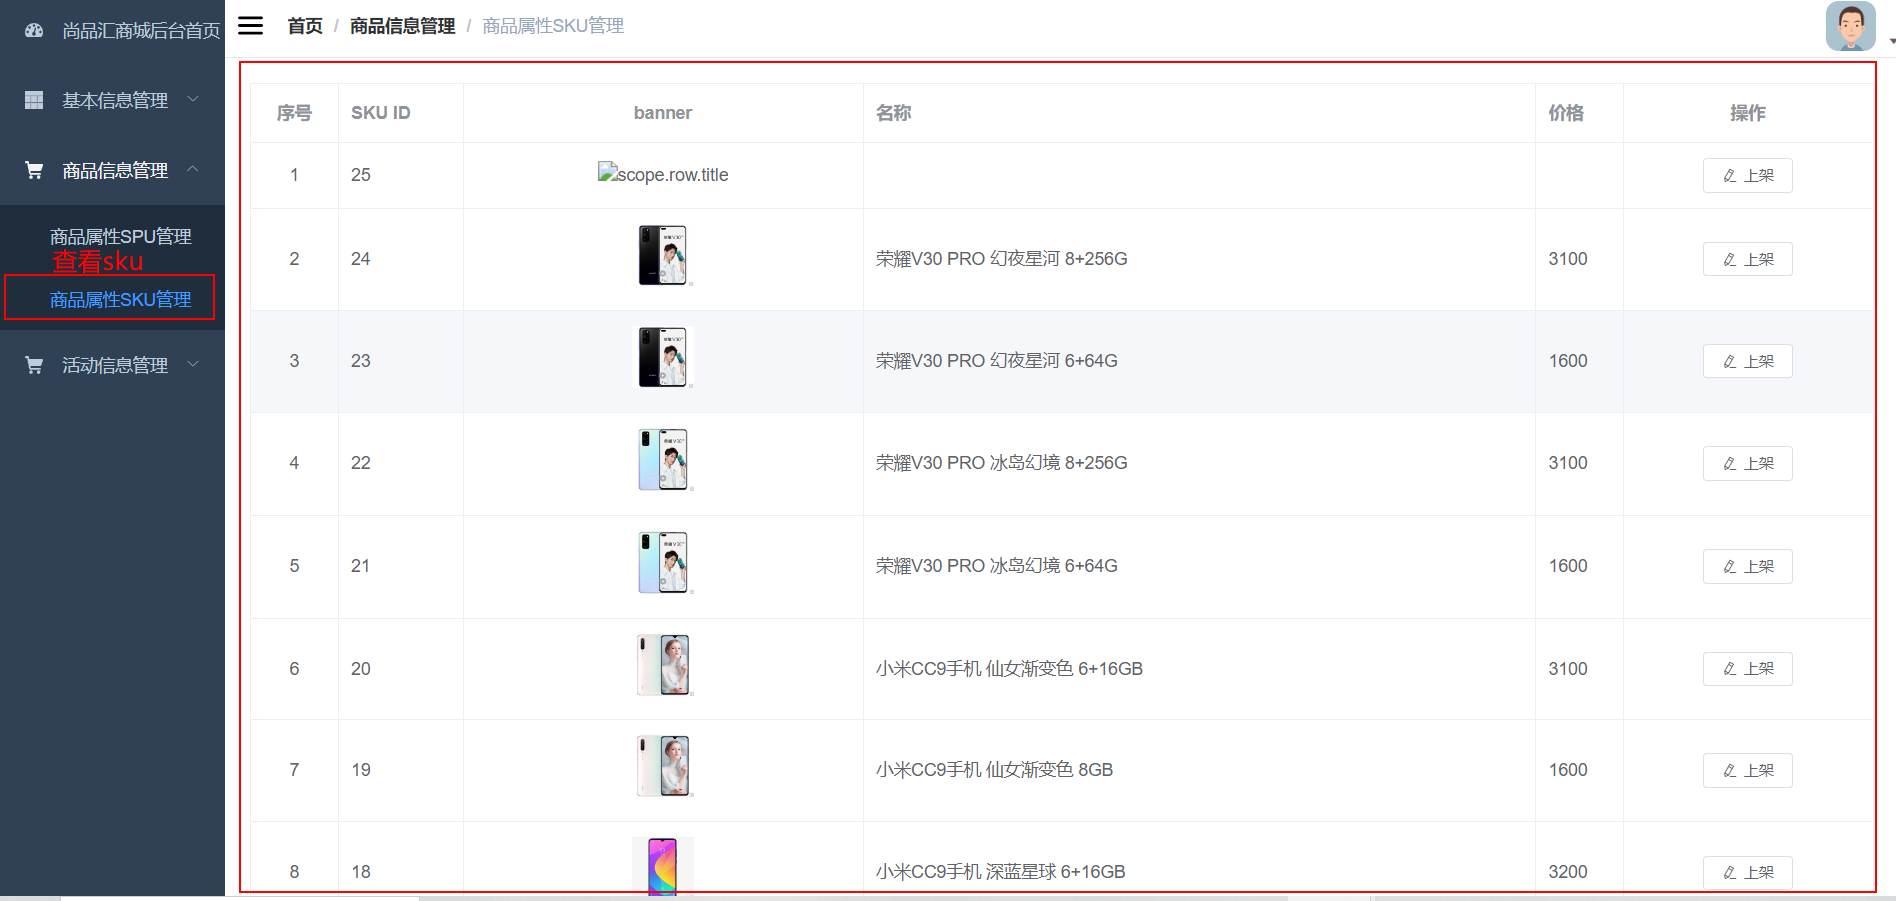 尚品汇商城后台首页
基本信息管理
商品信息管理
商品属性SPU管理
查看sku
商品属性SKU管理
活动信息管理
首页 / 商品信息管理 / 商品属性SKU管理
序号 SKU ID banner 名称 价格 操作
1 25 scope.row.title 上架
2 24 荣耀V30 PRO 幻夜星河 8+256G 3100 上架
3 23 荣耀V30 PRO 幻夜星河 6+64G 1600 上架
4 22 荣耀V30 PRO 冰岛幻境 8+256G 3100 上架
5 21 荣耀V30 PRO 冰岛幻境 6+64G 1600 上架
6 20 小米CC9手机 仙女渐变色 6+16GB 3100 上架
7 19 小米CC9手机 仙女渐变色 8GB 1600 上架
8 18 小米CC9手机 深蓝星球 6+16GB 3200 上架